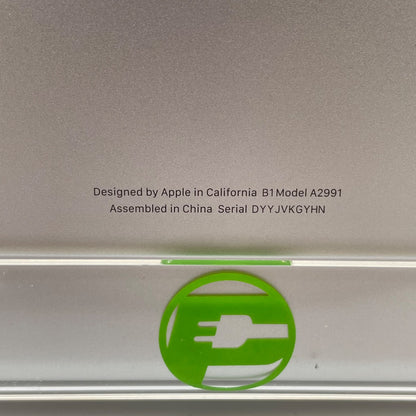 Designed by Apple in California B1 Model A2991
Assembled in China Serial DYYJVKGYHN